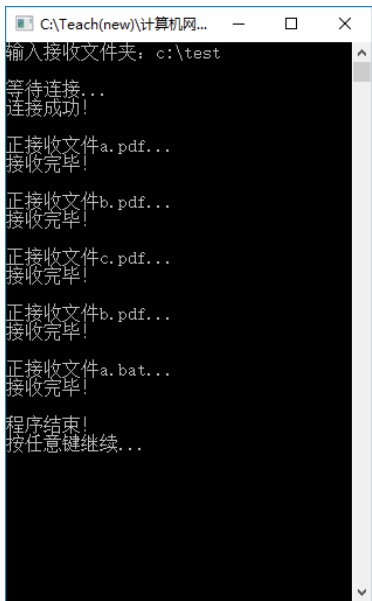 C:\Teach(new)\计算机网...
输入接收文件夹：c:\test
等待连接...
连接成功!
正接收文件a.pdf...
接收完毕!
正接收文件b.pdf...
接收完毕!
正接收文件c.pdf...
接收完毕!
正接收文件b.pdf...
接收完毕!
正接收文件a.bat...
接收完毕!
程序结束!
按任意键继续...